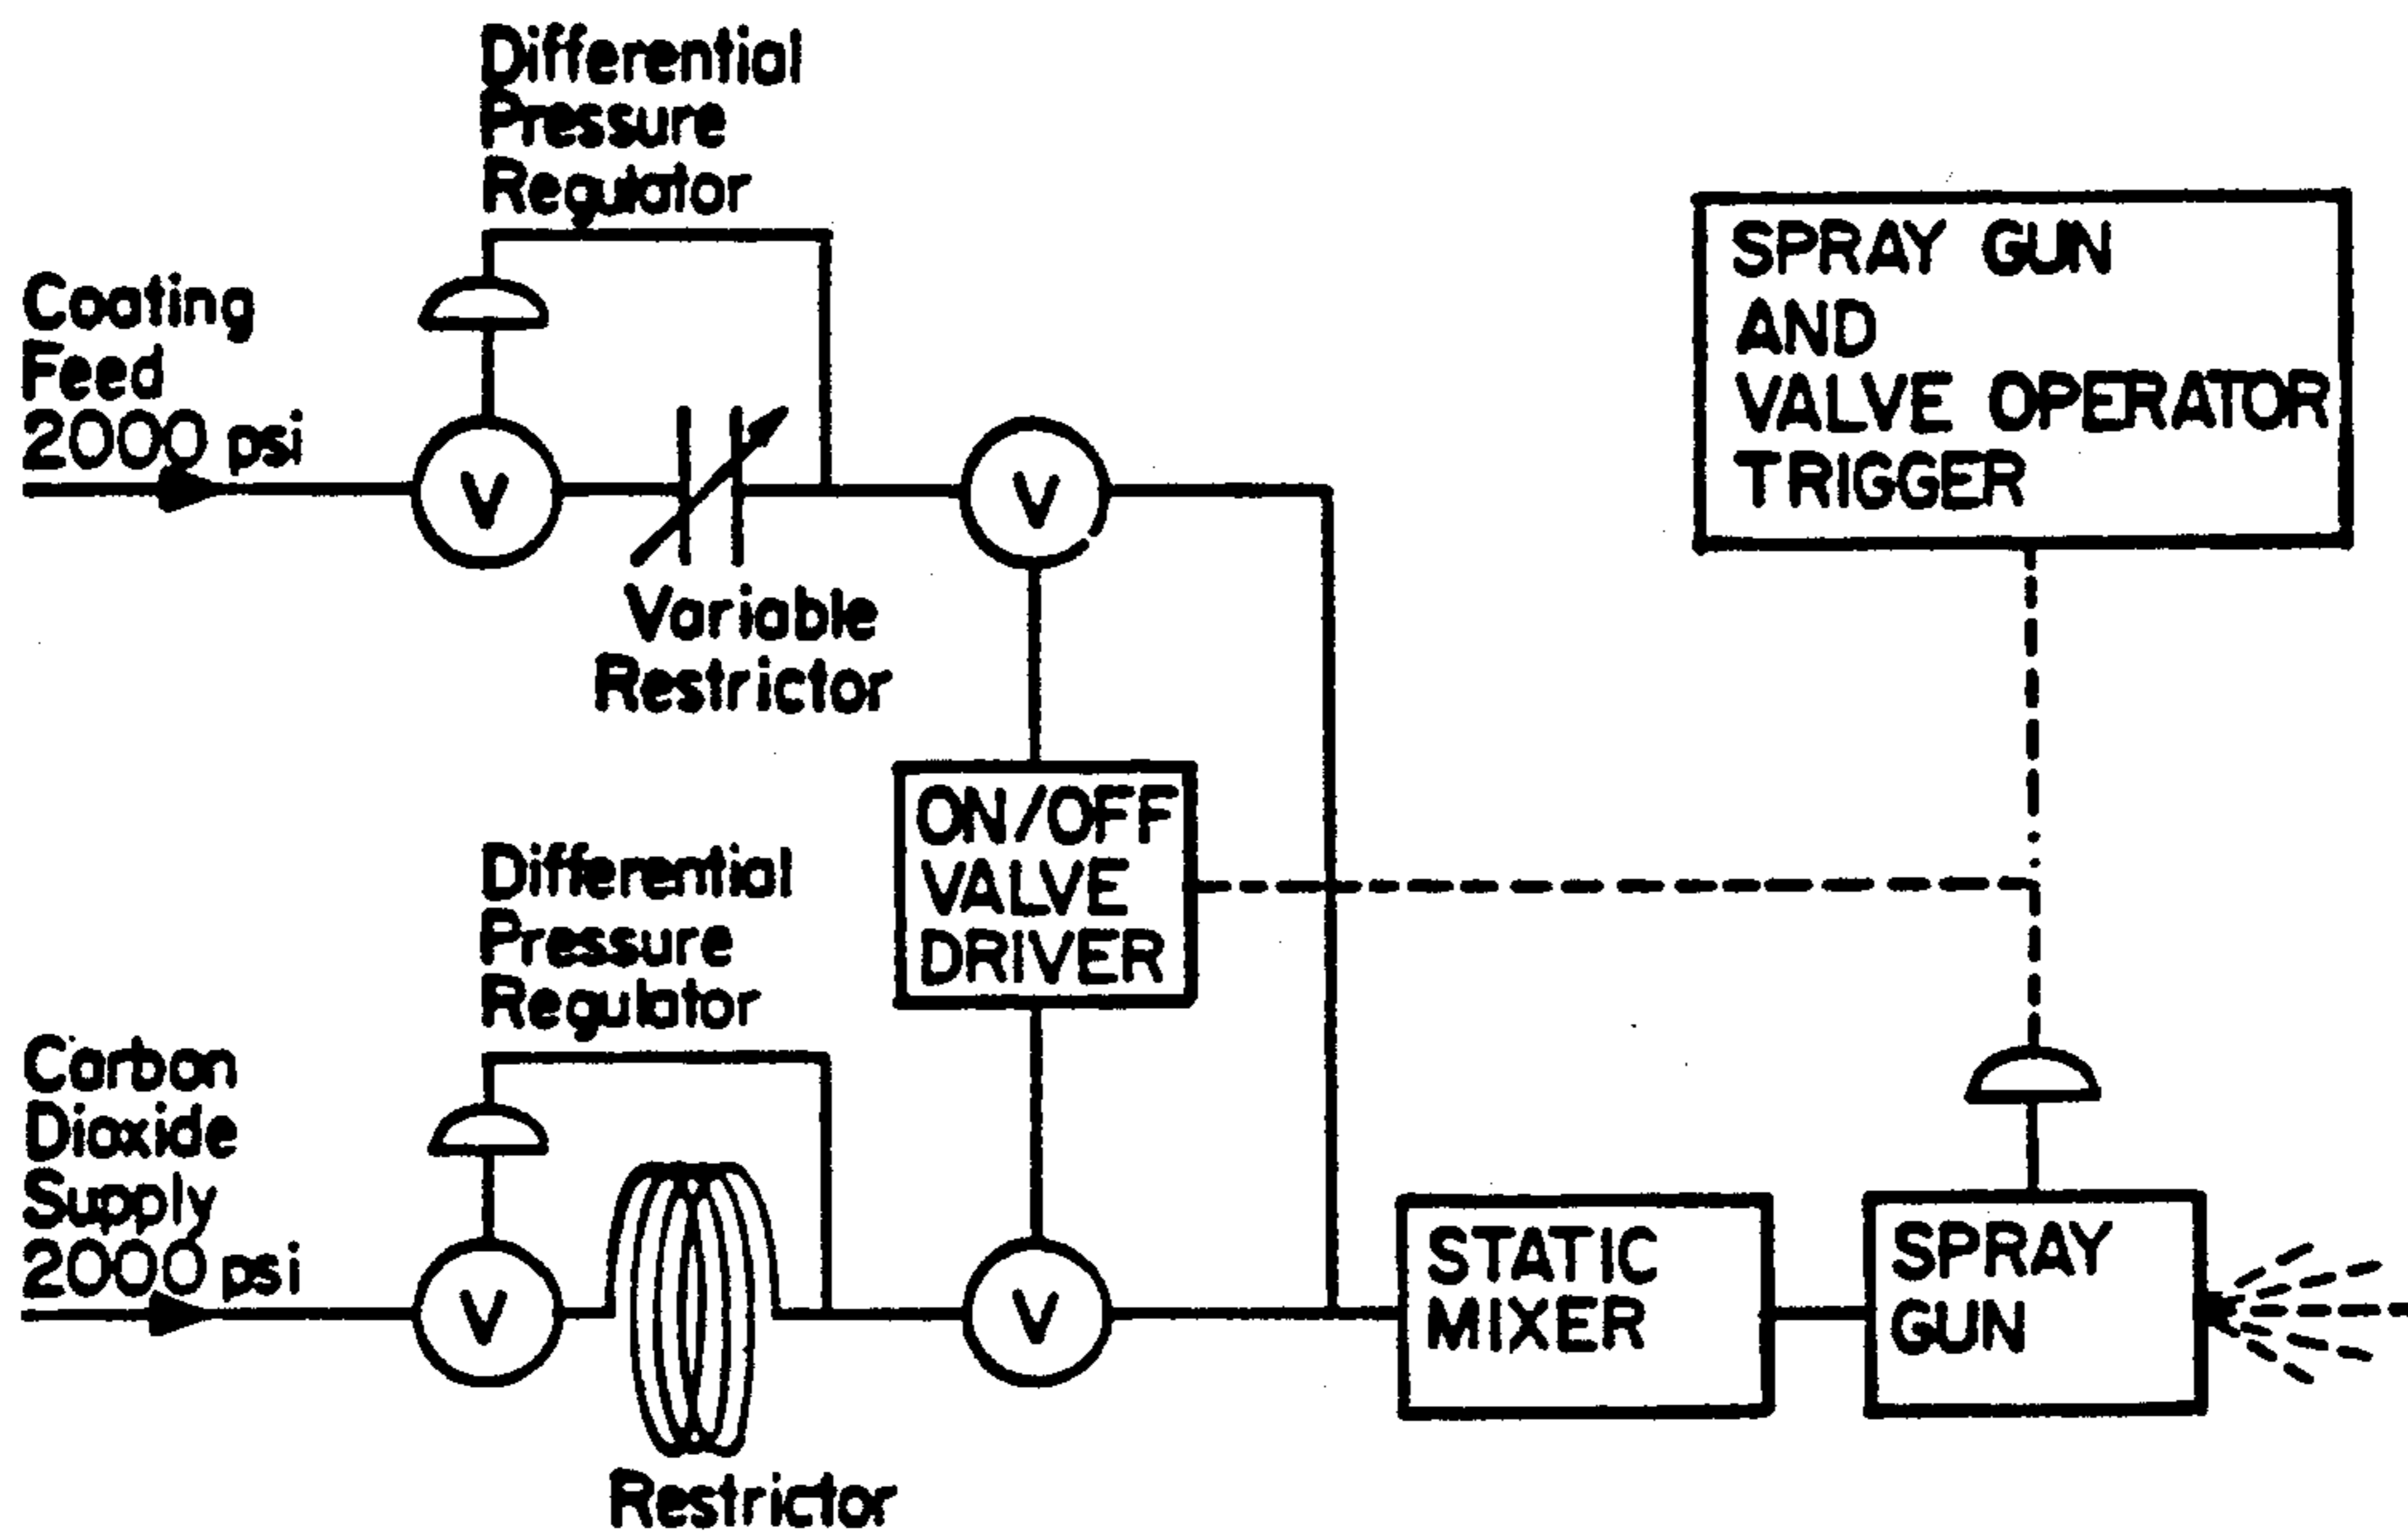 Differential
Pressure
Regulator
Coating
Feed
2000 psi
V
V
Variable
Restrictor
SPRAY GUN
AND
VALVE OPERATOR
TRIGGER
ON/OFF
VALVE
DRIVER
Differential
Pressure
Regulator
Carbon
Dioxide
Supply
2000 psi
V
V
Restrictor
STATIC
MIXER
SPRAY
GUN